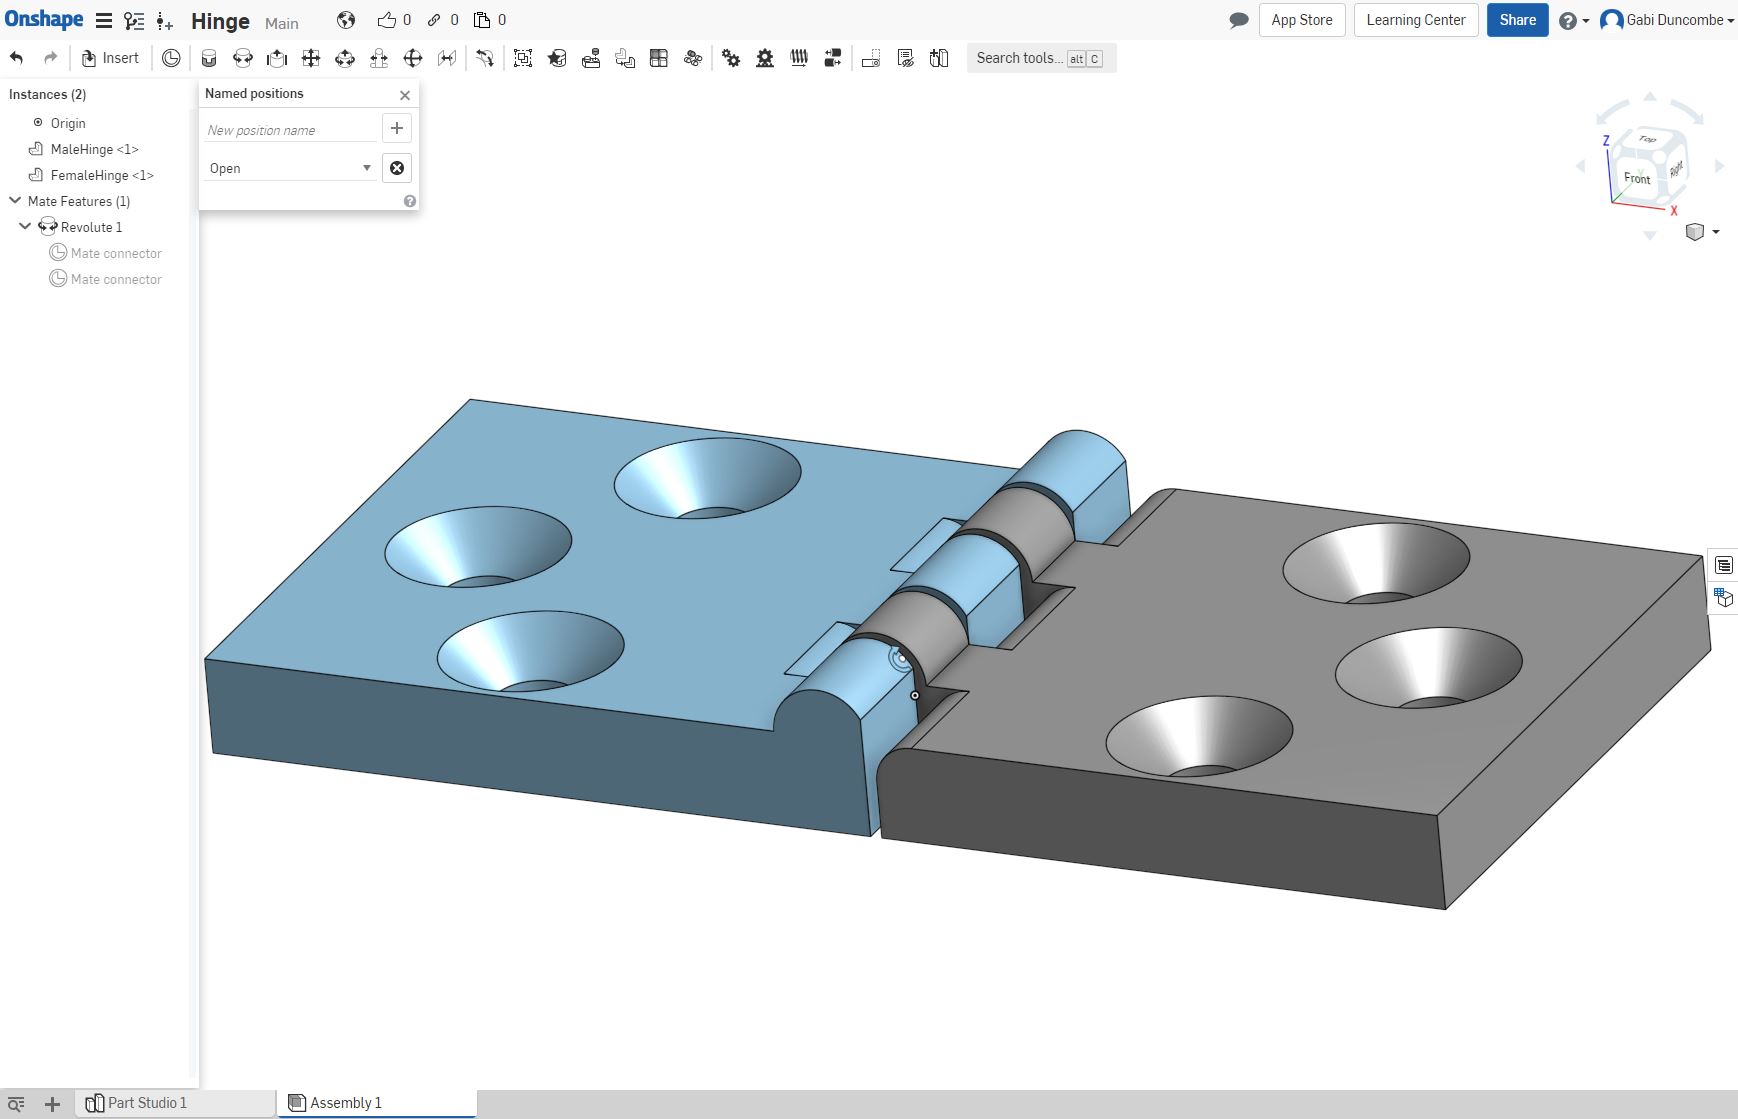 Onshape Hinge Main 0 0 0 App Store Learning Center Share Gabi Duncombe
Insert Search tools... alt C
Instances (2)
Origin
MaleHinge <1>
FemaleHinge <1>
Mate Features (1)
Revolute 1
Mate connector
Mate connector
Named positions
New position name
Open
Z
Top
Front
Right
Y
X
Part Studio 1 Assembly 1